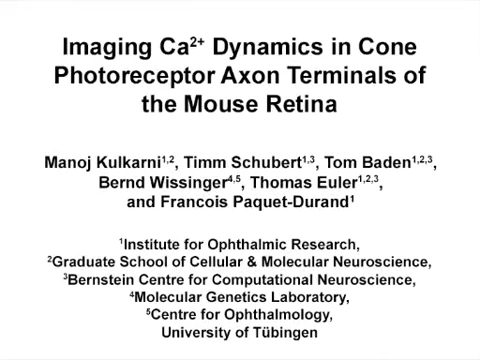 Imaging Ca²⁺ Dynamics in Cone
Photoreceptor Axon Terminals of
the Mouse Retina
Manoj Kulkarni¹,², Timm Schubert¹,³, Tom Baden¹,²,³,
Bernd Wissinger⁴,⁵, Thomas Euler¹,²,³,
and Francois Paquet-Durand¹
¹Institute for Ophthalmic Research,
²Graduate School of Cellular & Molecular Neuroscience,
³Bernstein Centre for Computational Neuroscience,
⁴Molecular Genetics Laboratory,
⁵Centre for Ophthalmology,
University of Tübingen